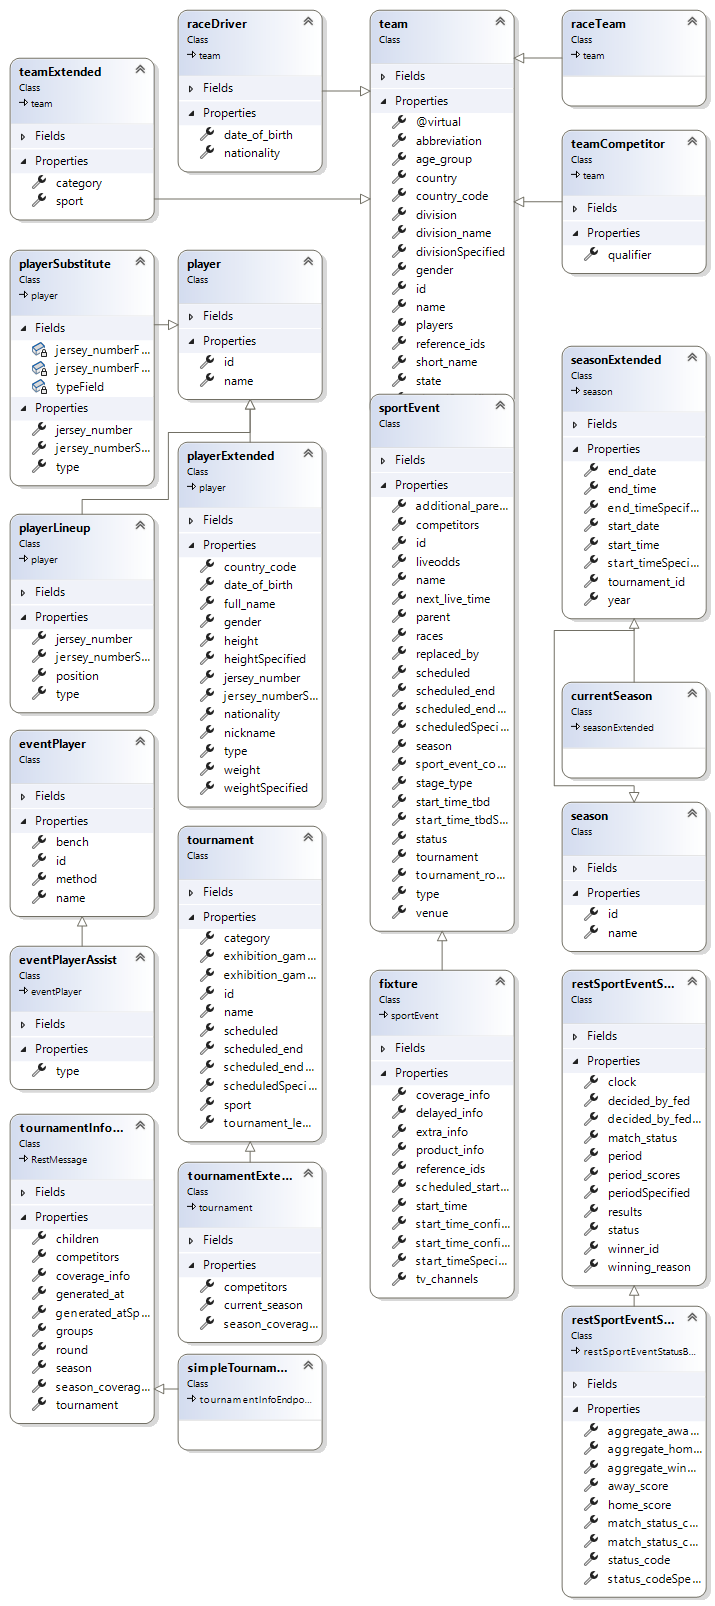 raceDriver
Class
team
Fields
Properties
date_of_birth
nationality
team
Class
Fields
Properties
@virtual
abbreviation
age_group
country
country_code
division
division_name
divisionSpecified
gender
id
name
players
reference_ids
short_name
state
raceTeam
Class
team
teamExtended
Class
team
Fields
Properties
category
sport
teamCompetitor
Class
team
Fields
Properties
qualifier
playerSubstitute
Class
player
Fields
jersey_numberF...
jersey_numberF...
typeField
Properties
jersey_number
jersey_numberS...
type
player
Class
Fields
Properties
id
name
seasonExtended
Class
season
Fields
Properties
end_date
end_time
end_timeSpecif...
start_date
start_time
start_timeSpeci...
tournament_id
year
sportEvent
Class
Fields
Properties
additional_pare...
competitors
id
liveodds
name
next_live_time
parent
races
replaced_by
scheduled
scheduled_end
scheduled_end...
scheduledSpeci...
season
sport_event_co...
stage_type
start_time_tbd
start_time_tbdS...
status
tournament
tournament_ro...
type
venue
playerExtended
Class
player
Fields
Properties
country_code
date_of_birth
full_name
gender
height
heightSpecified
jersey_number
jersey_numberS...
nationality
nickname
type
weight
weightSpecified
playerLineup
Class
player
Fields
Properties
jersey_number
jersey_numberS...
position
type
currentSeason
Class
seasonExtended
eventPlayer
Class
Fields
Properties
bench
id
method
name
season
Class
Fields
Properties
id
name
tournament
Class
Fields
Properties
category
exhibition_gam...
exhibition_gam...
id
name
scheduled
scheduled_end
scheduled_end...
scheduledSpeci...
sport
tournament_le...
eventPlayerAssist
Class
eventPlayer
Fields
Properties
type
fixture
Class
sportEvent
Fields
Properties
coverage_info
delayed_info
extra_info
product_info
reference_ids
scheduled_start...
start_time
start_time_confi...
start_time_confi...
start_timeSpeci...
tv_channels
restSportEventS...
Class
Fields
Properties
clock
decided_by_fed
decided_by_fed...
match_status
period
period_scores
periodSpecified
results
status
winner_id
winning_reason
tournamentInfo...
Class
RestMessage
Fields
Properties
children
competitors
coverage_info
generated_at
generated_atSp...
groups
round
season
season_coverag...
tournament
tournamentExte...
Class
tournament
Fields
Properties
competitors
current_season
season_coverag...
simpleTournam...
Class
tournamentInfoEndpo...
restSportEventS...
Class
restSportEventStatusB...
Fields
Properties
aggregate_awa...
aggregate_hom...
aggregate_win...
away_score
home_score
match_status_c...
match_status_c...
status_code
status_codeSpe...